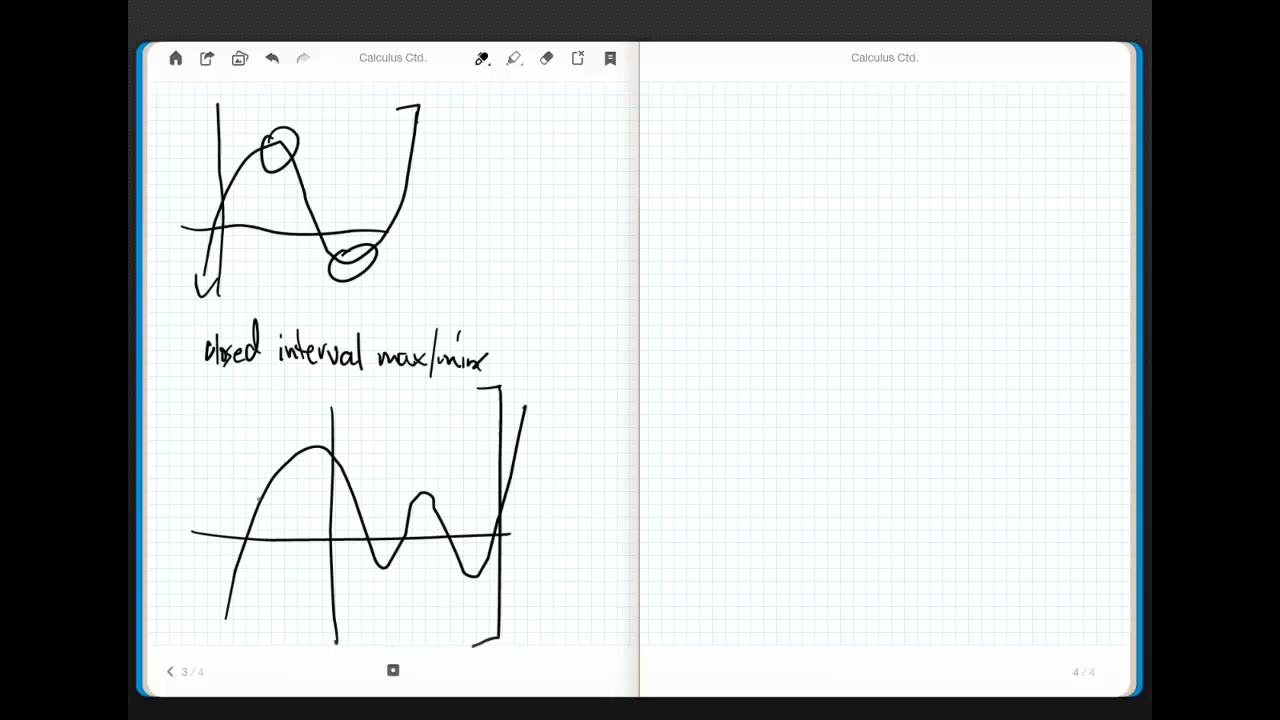 Calculus Ctd.
Calculus Ctd.
closed interval max/min
3 / 4
4 / 4